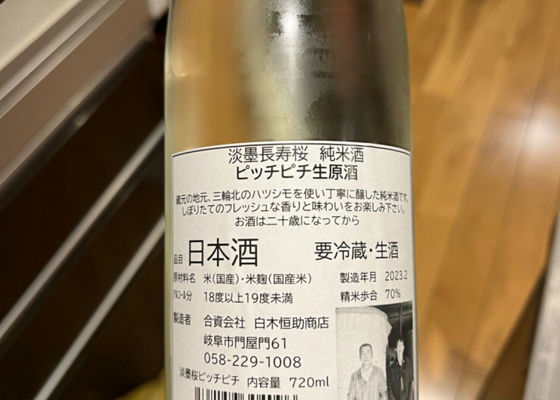 淡墨長寿桜 純米酒
ピッチピチ生原酒
蔵元の地元、三輪北のハツシモを使い丁寧に醸した純米酒です。
しぼりたてのフレッシュな香りと味わいをお楽しみ下さい。
お酒は二十歳になってから
品目 日本酒 要冷蔵・生酒
原材料名 米(国産)・米麹(国産米) 製造年月 2023.2
アルコール分 18度以上19度未満 精米歩合 70%
製造者 合資会社 白木恒助商店
岐阜市門屋門61
058-229-1008
淡墨桜ピッチピチ 内容量 720ml